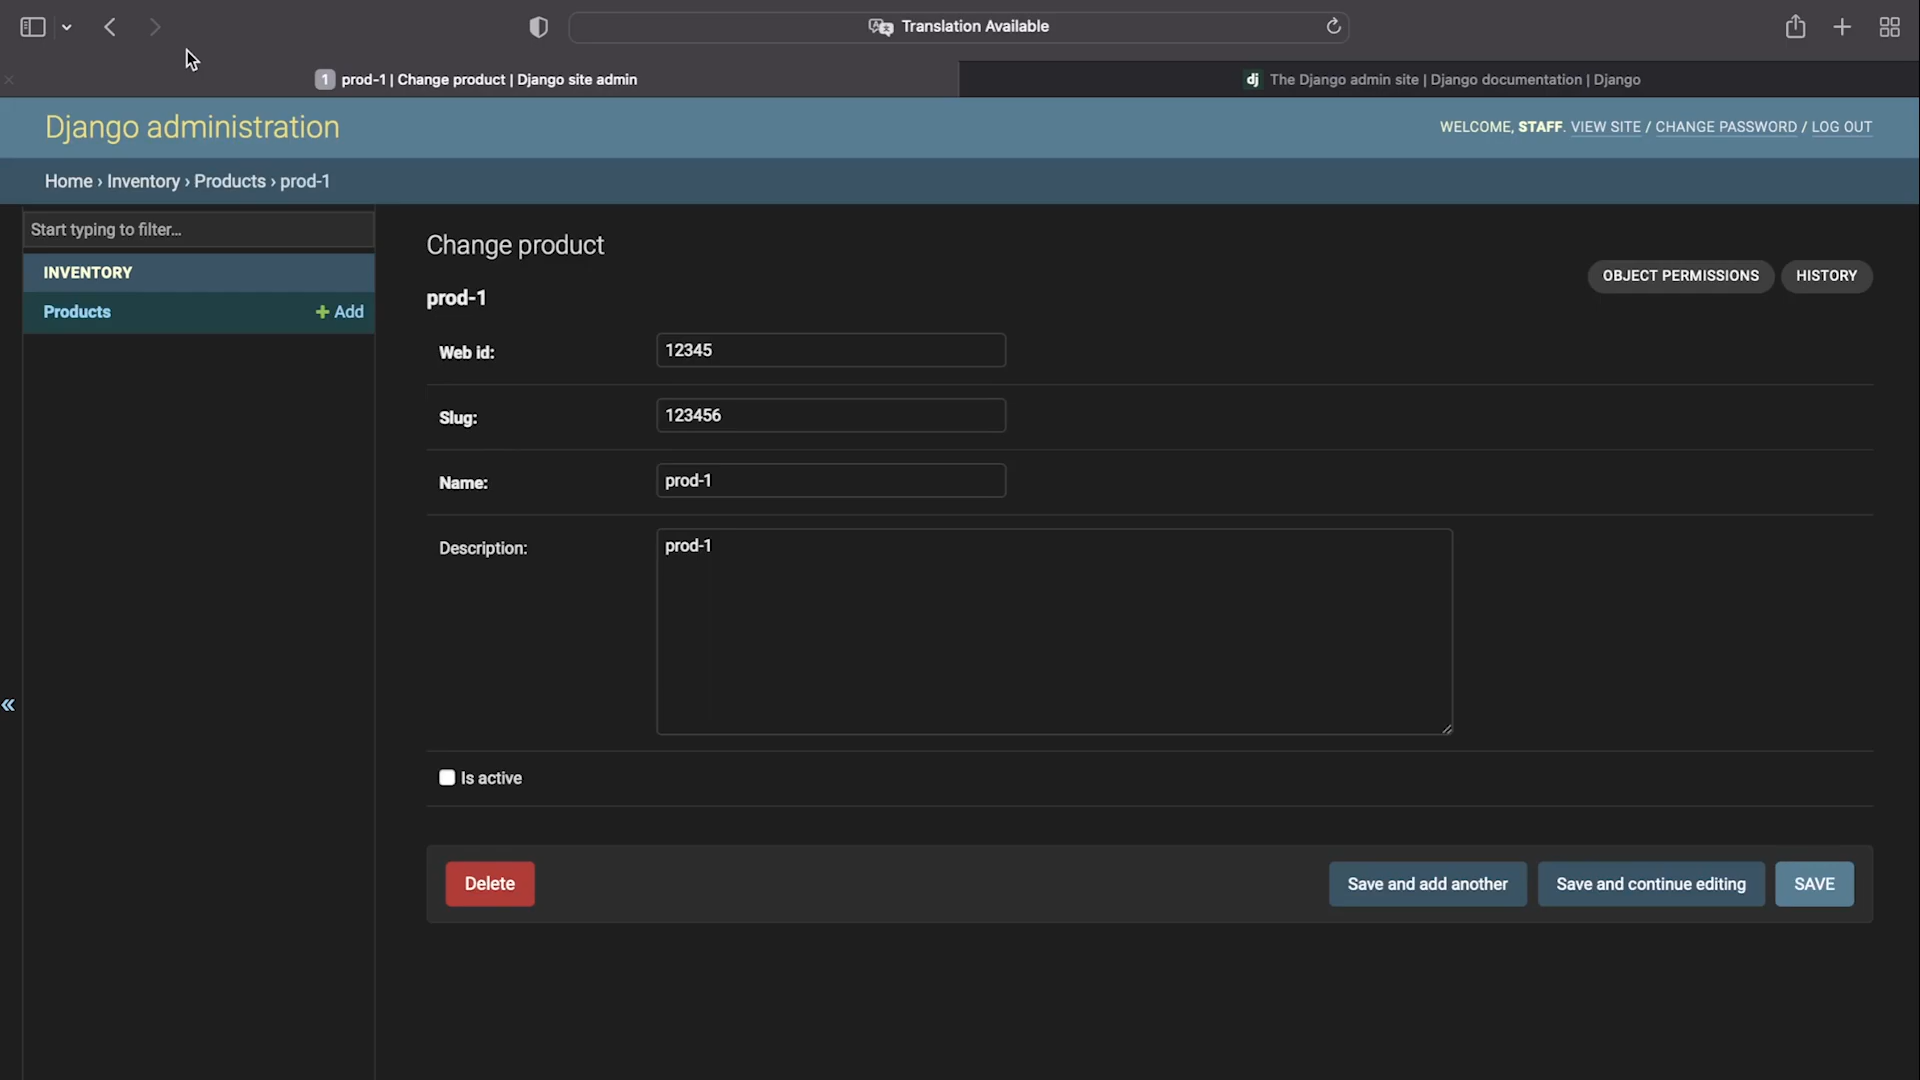 Translation Available
1 prod-1 | Change product | Django site admin
dj The Django admin site | Django documentation | Django
Django administration
WELCOME, STAFF. VIEW SITE / CHANGE PASSWORD / LOG OUT
Home › Inventory › Products › prod-1
Start typing to filter...
INVENTORY
Products + Add
«
Change product
OBJECT PERMISSIONS HISTORY
prod-1
Web id: 12345
Slug: 123456
Name: prod-1
Description: prod-1
Is active
Delete Save and add another Save and continue editing SAVE